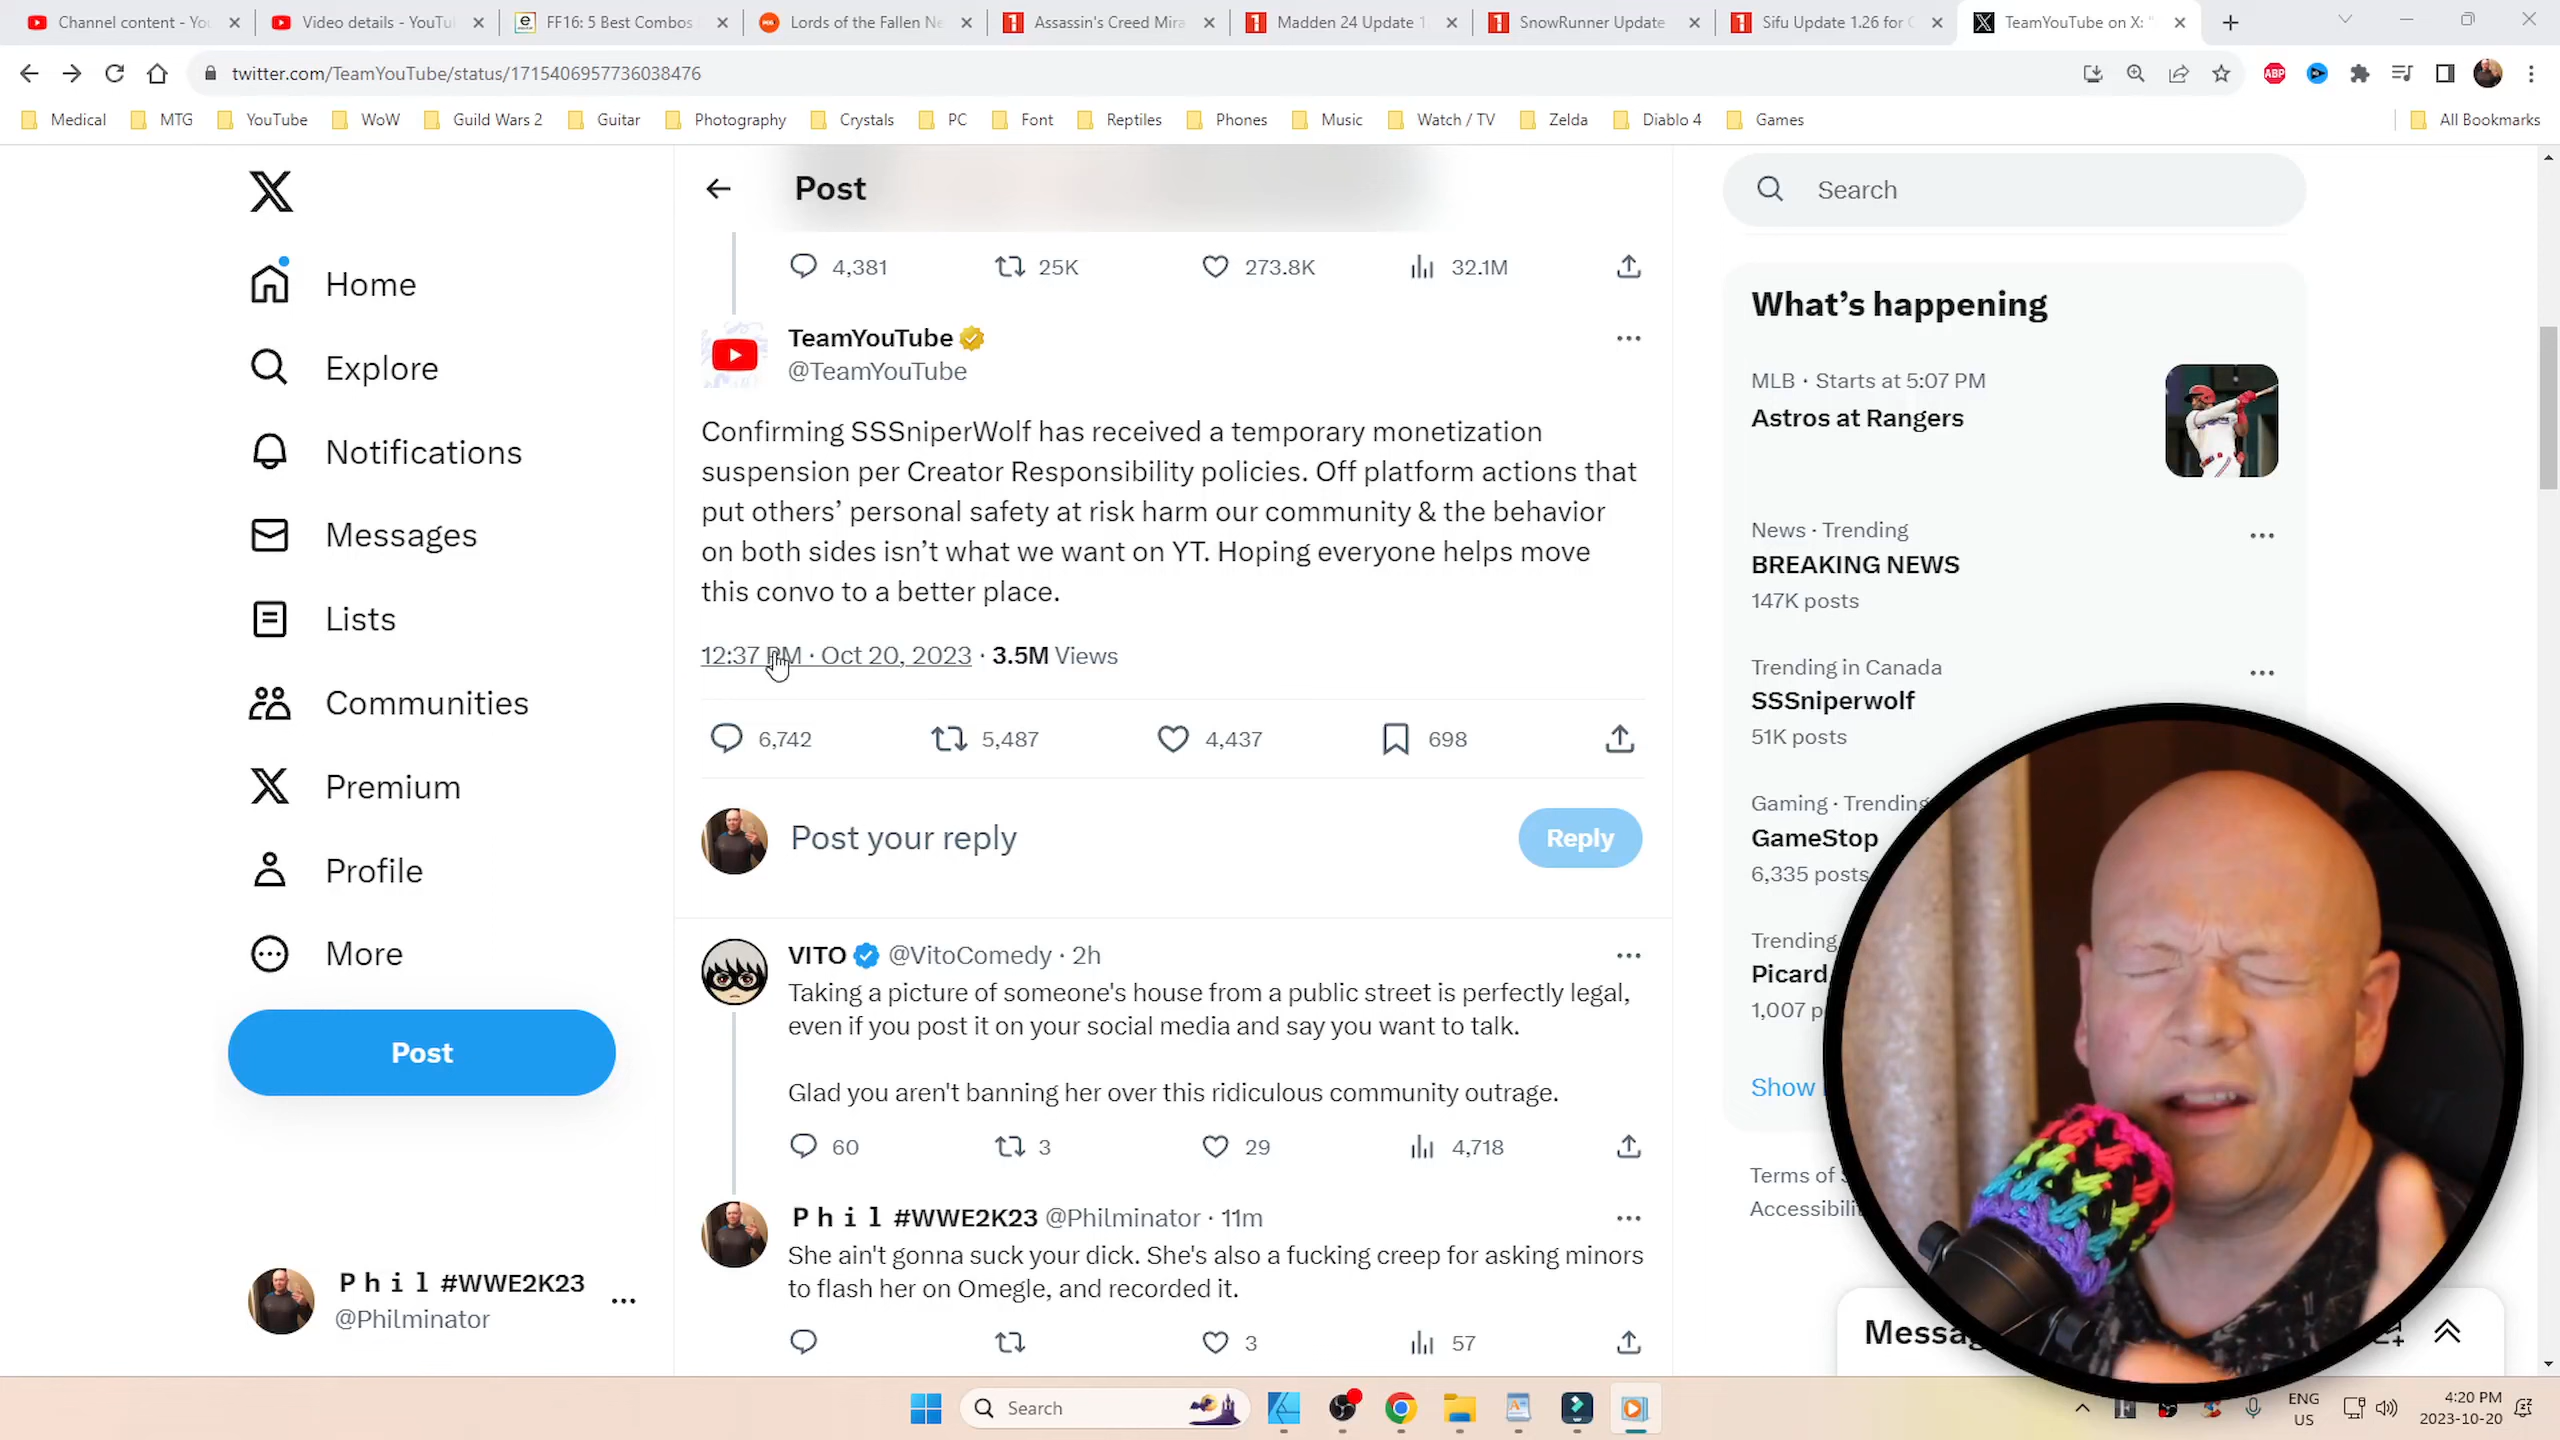 Channel content - You
Video details - YouTu
FF16: 5 Best Combos
Lords of the Fallen Ne
Assassin's Creed Mira
Madden 24 Update 1
SnowRunner Update
Sifu Update 1.26 for
TeamYouTube on X: "
twitter.com/TeamYouTube/status/1715406957736038476
ABP
Medical
MTG
YouTube
WoW
Guild Wars 2
Guitar
Photography
Crystals
PC
Font
Reptiles
Phones
Music
Watch / TV
Zelda
Diablo 4
Games
All Bookmarks
Home
Explore
Notifications
Messages
Lists
Communities
Premium
Profile
More
Post
Phil #WWE2K23
@Philminator
Post
4,381 25K 273.8K 32.1M
TeamYouTube
@TeamYouTube
Confirming SSSniperWolf has received a temporary monetization
suspension per Creator Responsibility policies. Off platform actions that
put others’ personal safety at risk harm our community & the behavior
on both sides isn’t what we want on YT. Hoping everyone helps move
this convo to a better place.
12:37 PM · Oct 20, 2023 · 3.5M Views
6,742 5,487 4,437 698
Post your reply
Reply
VITO @VitoComedy · 2h
Taking a picture of someone's house from a public street is perfectly legal,
even if you post it on your social media and say you want to talk.
Glad you aren't banning her over this ridiculous community outrage.
60 3 29 4,718
Phil #WWE2K23 @Philminator · 11m
She ain't gonna suck your dick. She's also a fucking creep for asking minors
to flash her on Omegle, and recorded it.
3 57
Search
What’s happening
MLB · Starts at 5:07 PM
Astros at Rangers
News · Trending
BREAKING NEWS
147K posts
Trending in Canada
SSSniperwolf
51K posts
Gaming · Trending
GameStop
6,335 posts
Trending
Picard
1,007 p
Show
Terms of S
Accessibili
Messag
Search
ENG
US
4:20 PM
2023-10-20